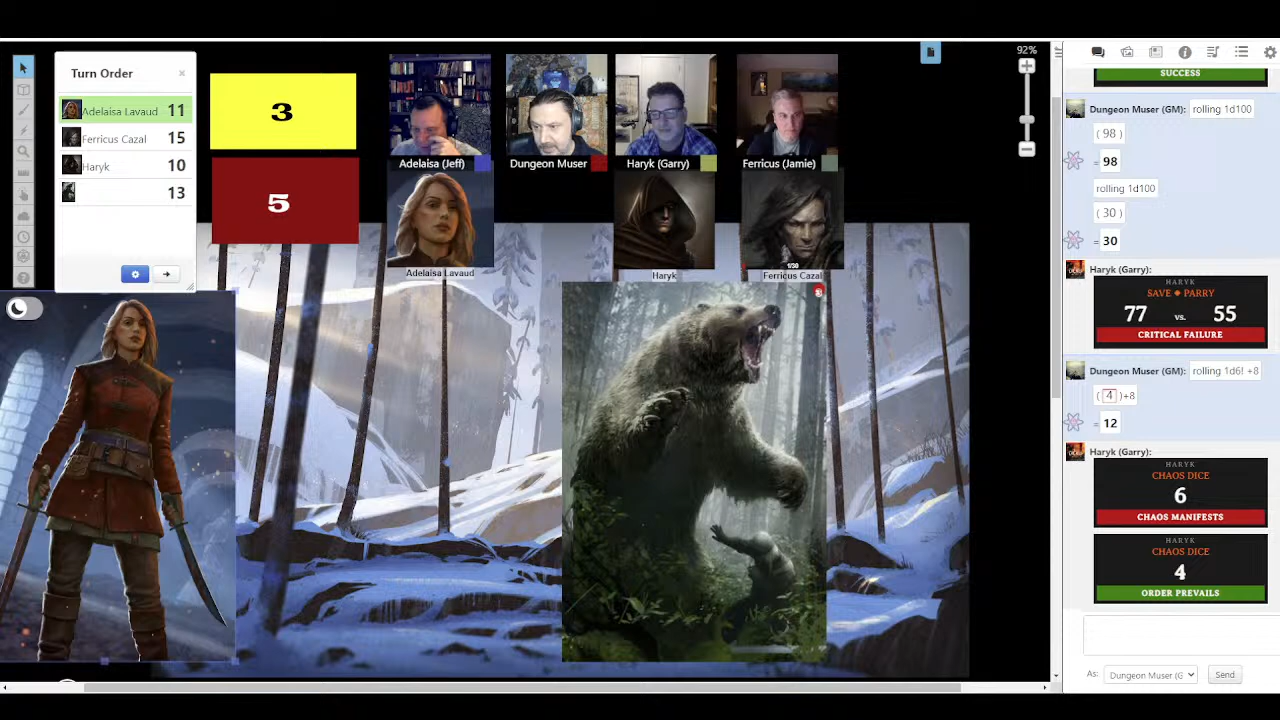 92%
Turn Order
×
Adelaisa Lavaud 11
Ferricus Cazal 15
Haryk 10
13
3
5
Adelaisa (Jeff)
Dungeon Muser
Haryk (Garry)
Ferricus (Jamie)
Adelaisa Lavaud
Haryk
1/30
Ferricus Cazal
SUCCESS
Dungeon Muser (GM): rolling 1d100
( 98 )
= 98
rolling 1d100
( 30 )
= 30
Haryk (Garry):
HARYK
SAVE ✹ PARRY
77 vs. 55
CRITICAL FAILURE
Dungeon Muser (GM): rolling 1d6! +8
( 4 )+8
= 12
Haryk (Garry):
HARYK
CHAOS DICE
6
CHAOS MANIFESTS
HARYK
CHAOS DICE
4
ORDER PREVAILS
As: Dungeon Muser (G
Send